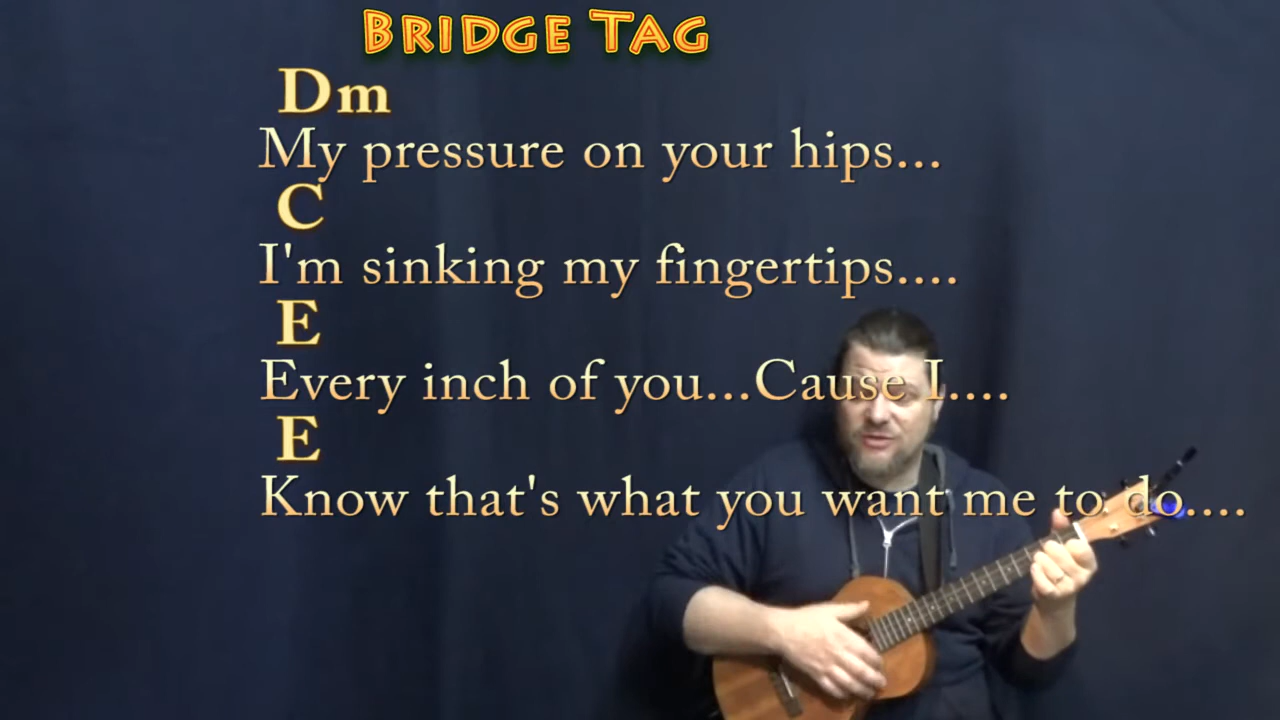 BRIDGE TAG
Dm
My pressure on your hips...
C
I'm sinking my fingertips....
E
Every inch of you...Cause I....
E
Know that's what you want me to do....